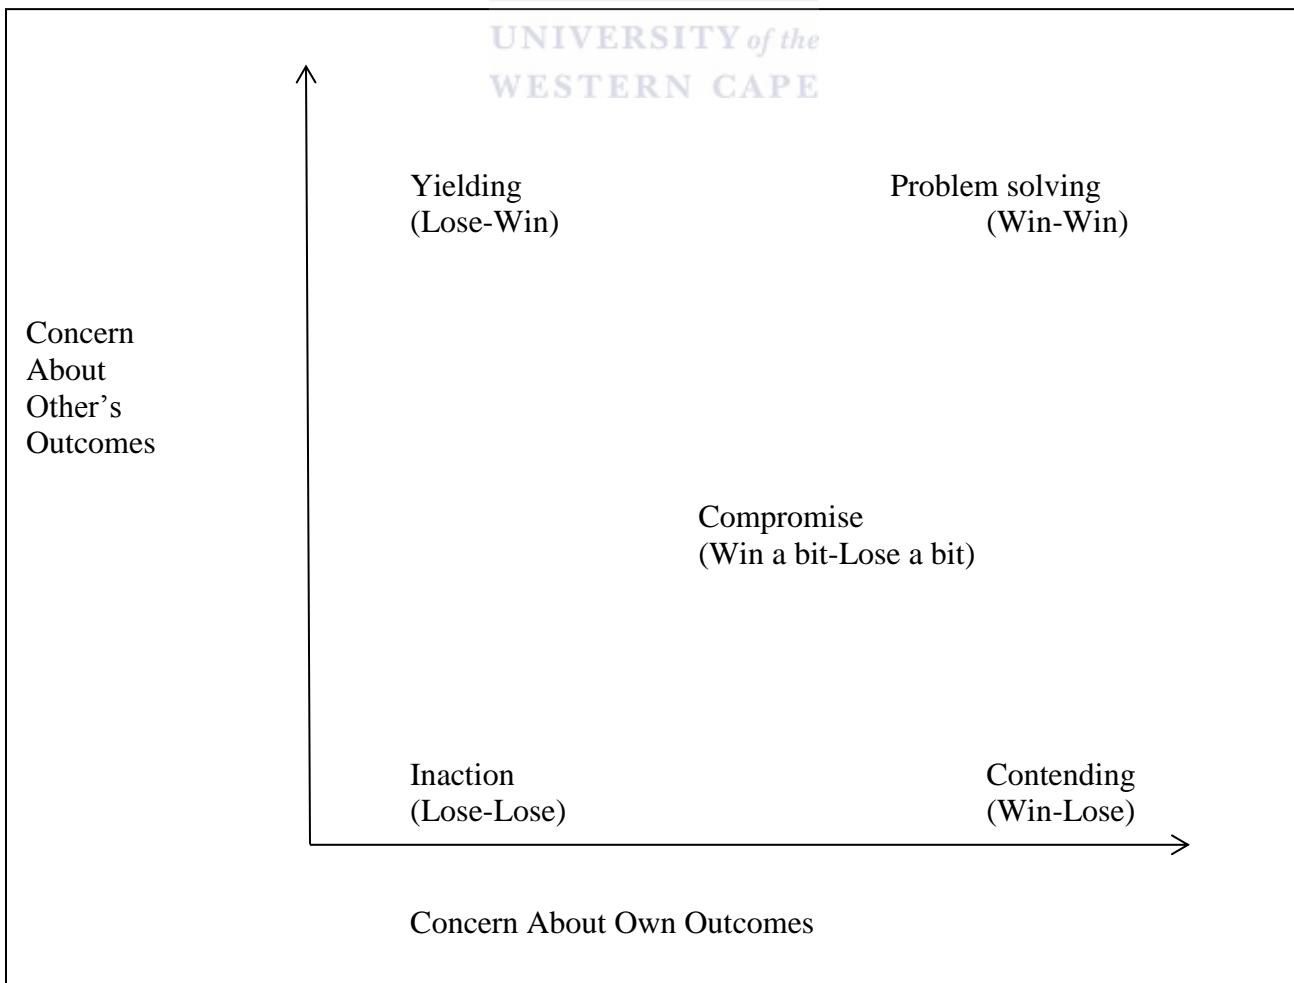 UNIVERSITY of the
WESTERN CAPE
Yielding
(Lose-Win)
Problem solving
(Win-Win)
Concern
About
Other’s
Outcomes
Compromise
(Win a bit-Lose a bit)
Inaction
(Lose-Lose)
Contending
(Win-Lose)
Concern About Own Outcomes